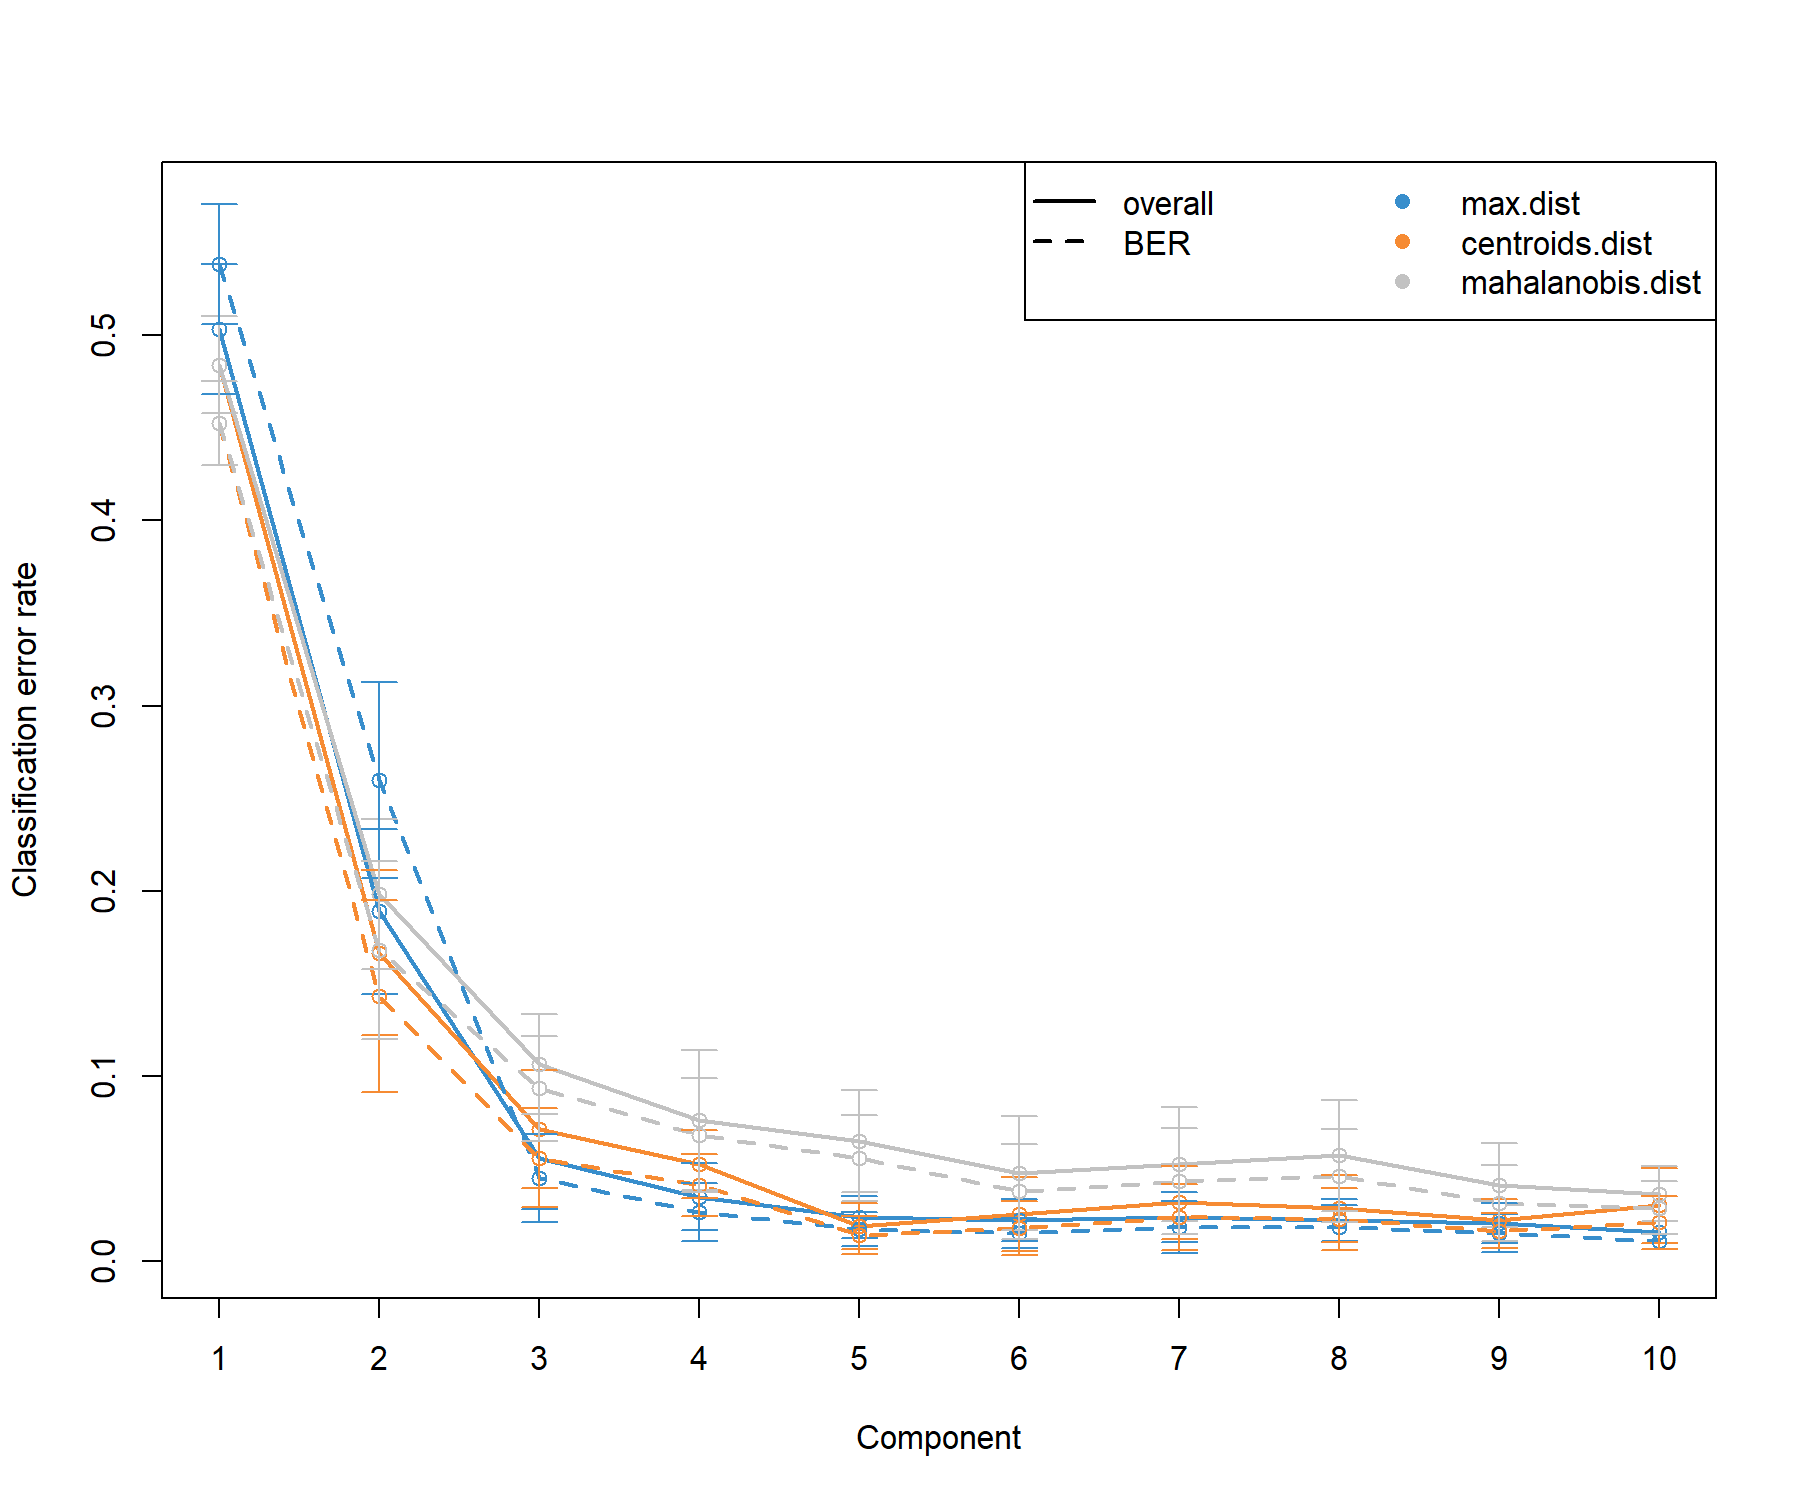 overall
BER
max.dist
centroids.dist
mahalanobis.dist
Classification error rate
0.5
0.4
0.3
0.2
0.1
0.0
1 2 3 4 5 6 7 8 9 10
Component